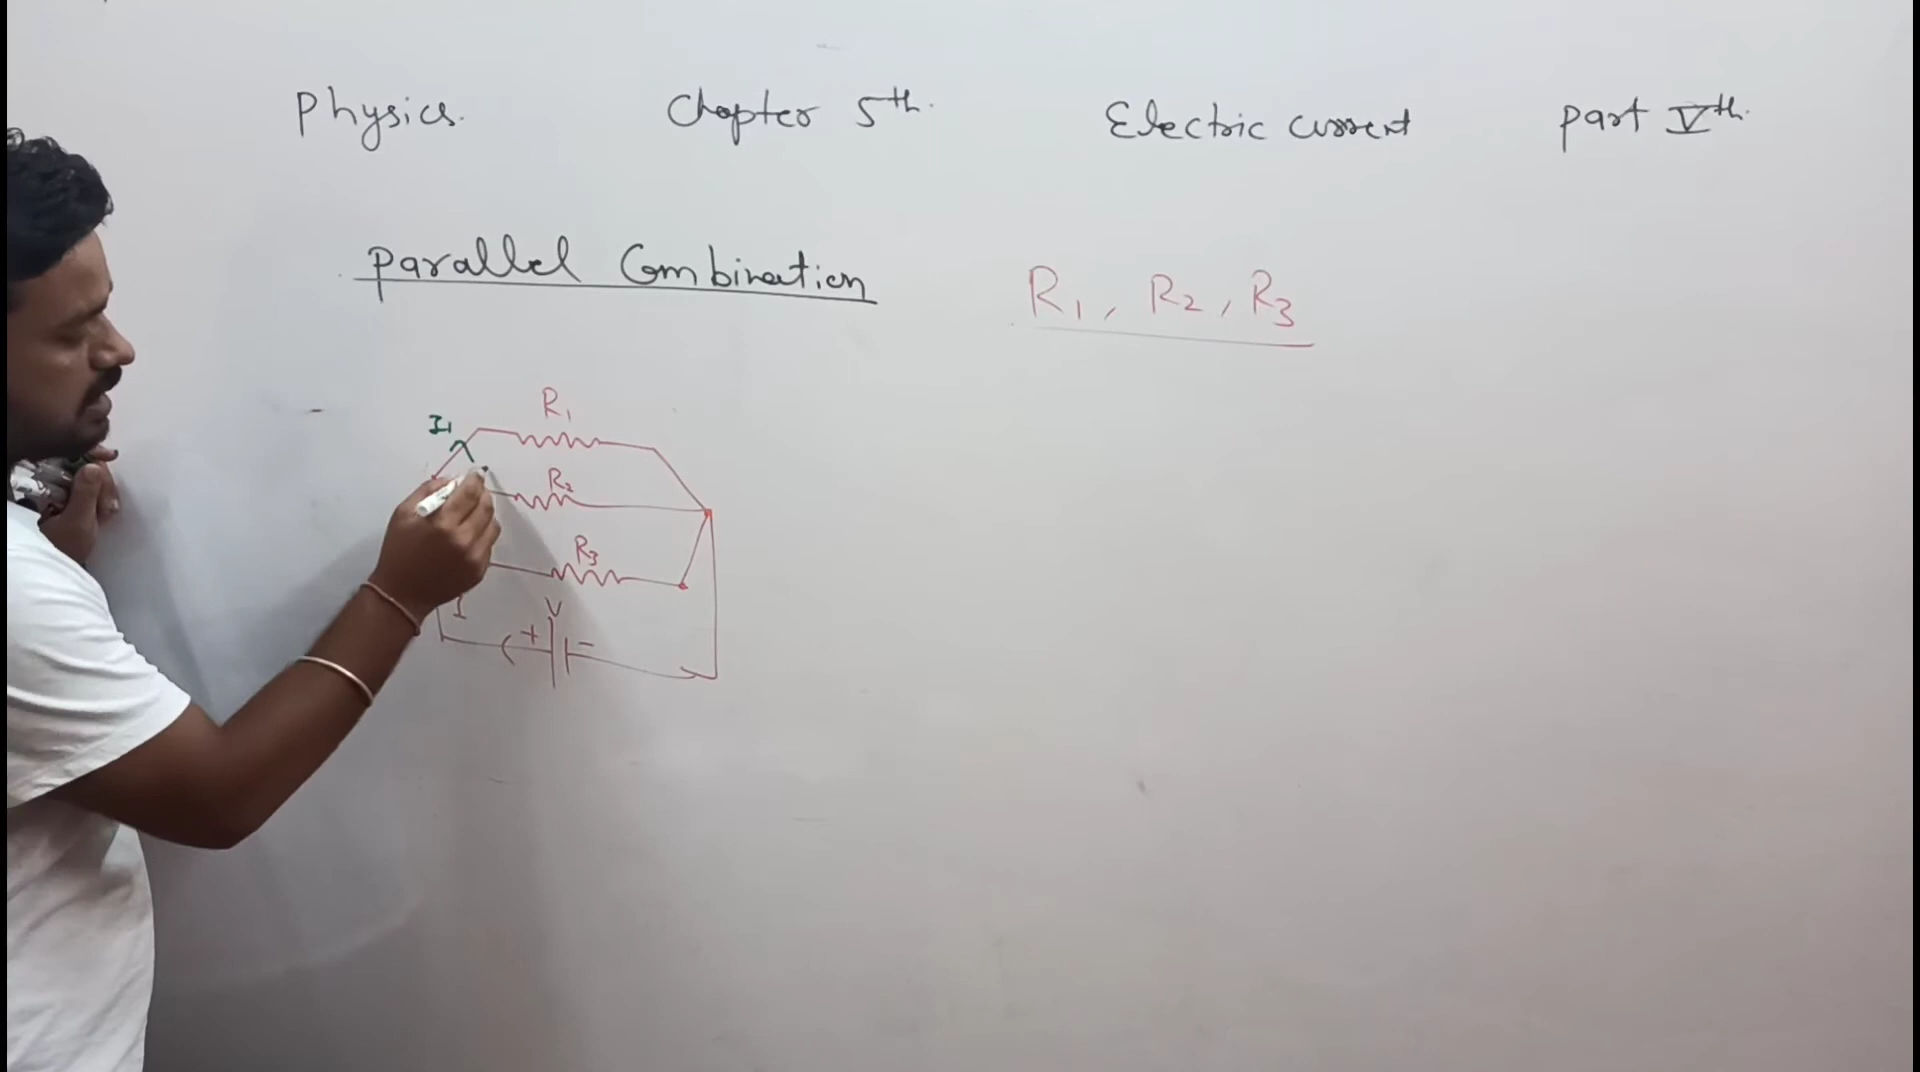 Physics. Chapter 5th. Electric current part Vth.
Parallel Combination R1, R2, R3
R1
I1
R2
R3
I V
+ -